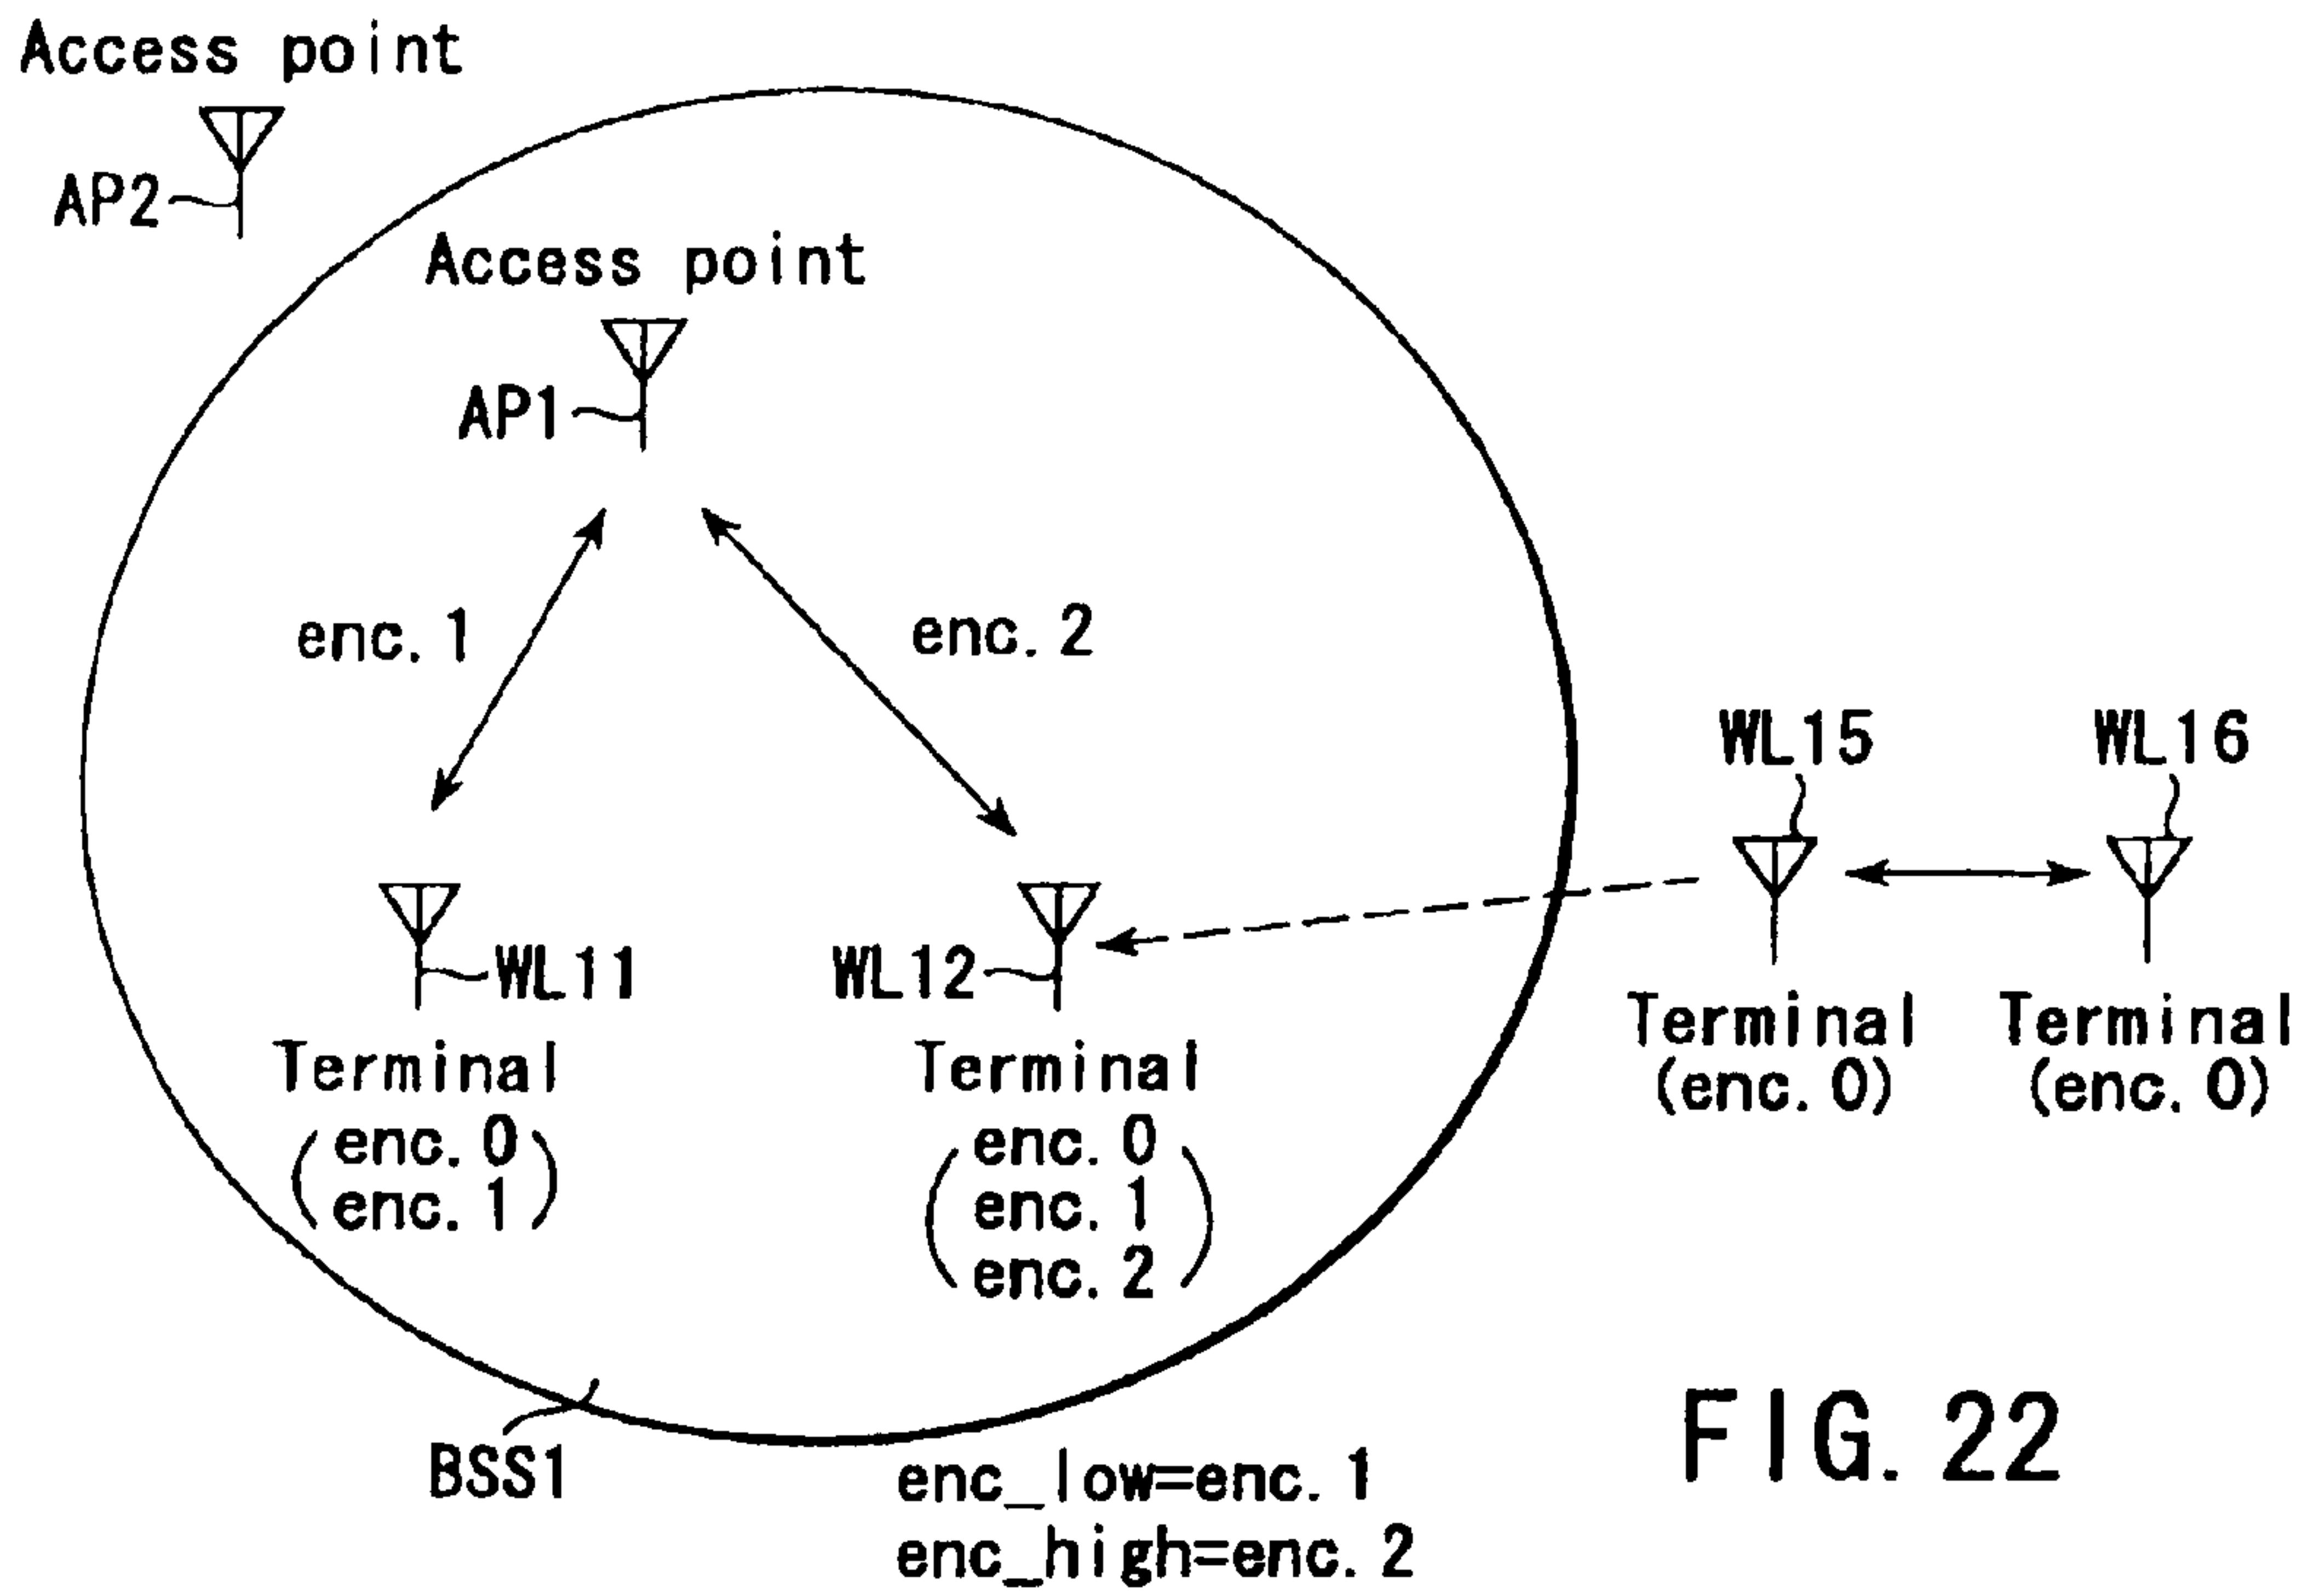 Access point
AP2
Access point
AP1
enc. 1
enc. 2
WL15
WL16
WL11
WL12
Terminal
(enc. 0)
Terminal
(enc. 0)
Terminal
(enc. 0
enc. 1)
Terminal
(enc. 0
enc. 1
enc. 2)
BSS1
enc_low=enc. 1
enc_high=enc. 2
FIG. 22